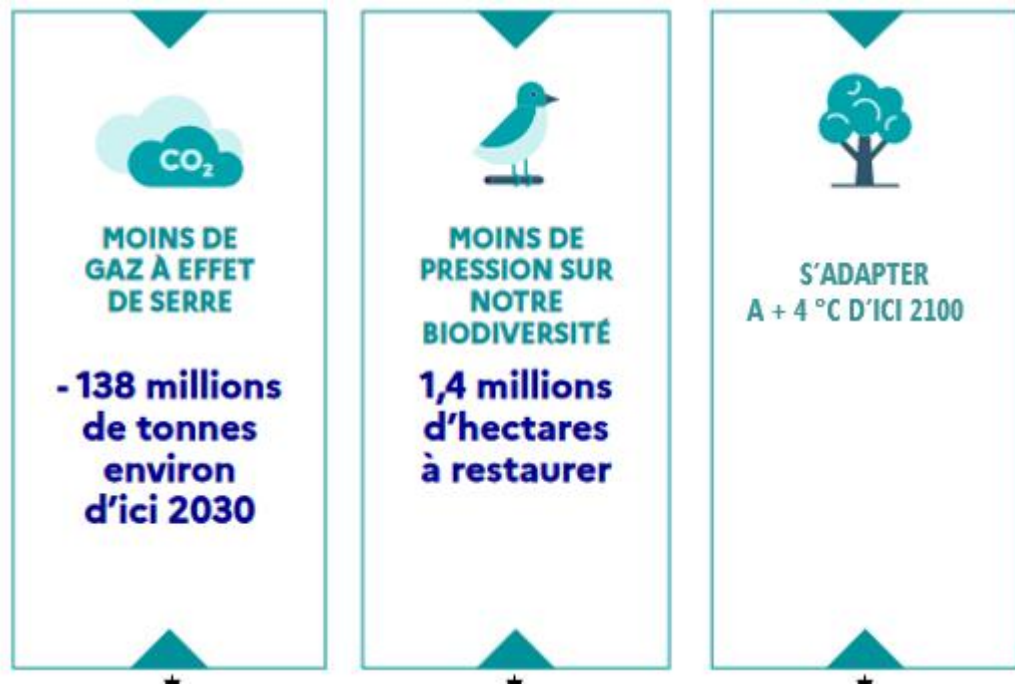 CO₂
MOINS DE
GAZ À EFFET
DE SERRE
- 138 millions
de tonnes
environ
d'ici 2030
MOINS DE
PRESSION SUR
NOTRE
BIODIVERSITÉ
1,4 millions
d'hectares
à restaurer
S'ADAPTER
A + 4 °C D'ICI 2100